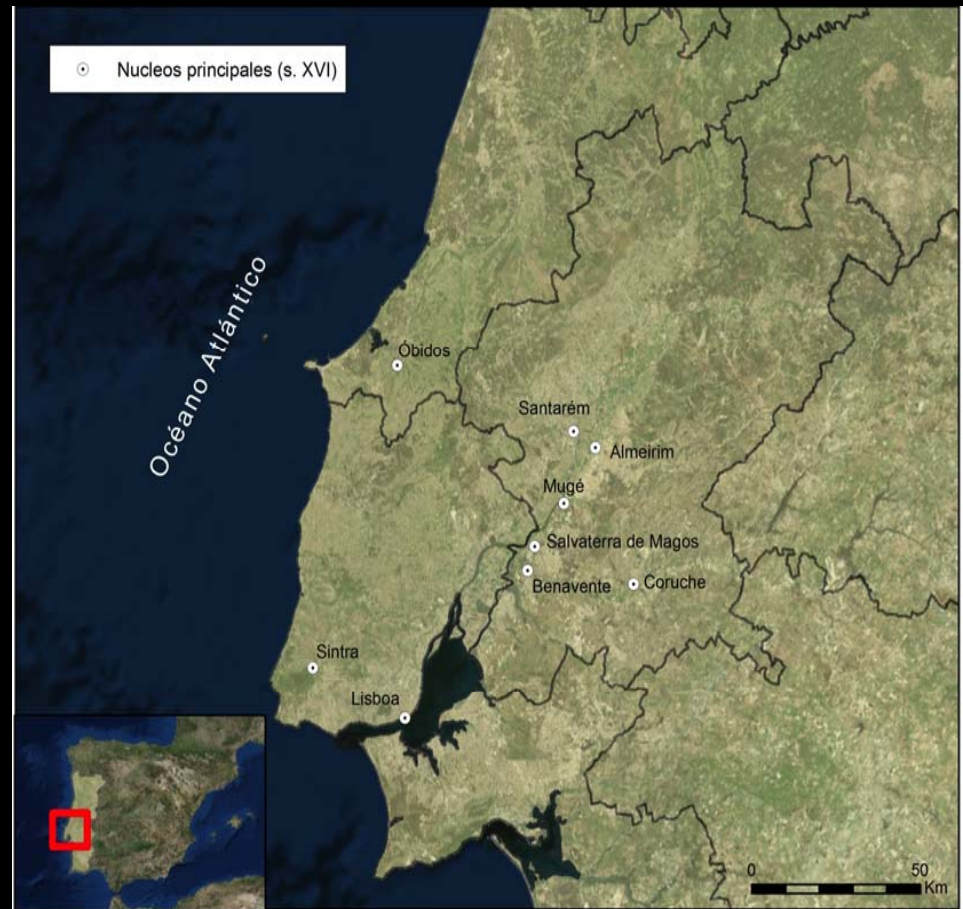 Nucleos principales (s. XVI)
Océano Atlántico
Óbidos
Santarém
Almeirim
Mugé
Salvaterra de Magos
Benavente
Coruche
Sintra
Lisboa
0 50
Km